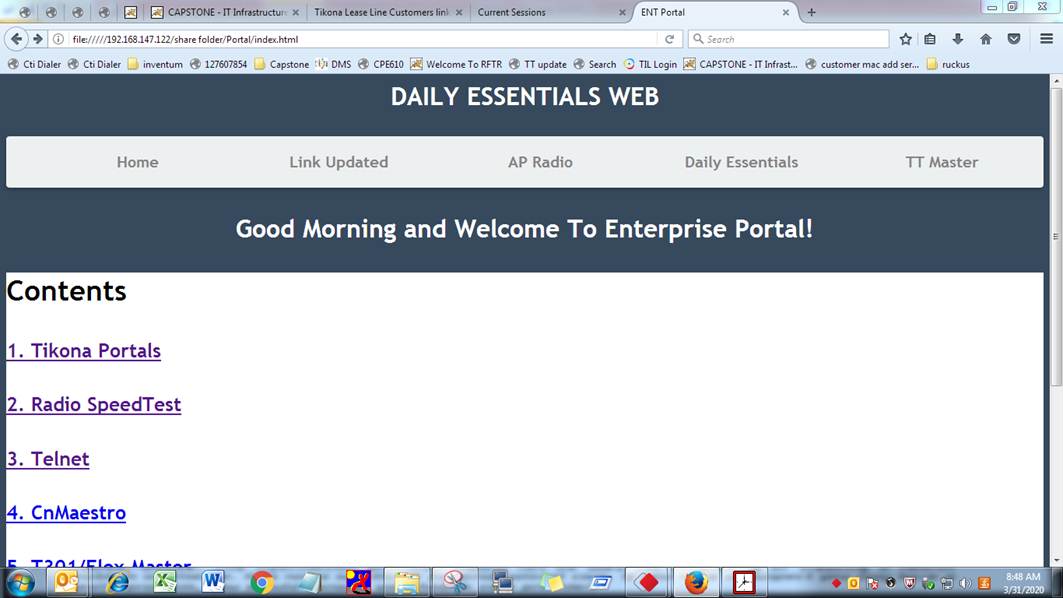 CAPSTONE - IT Infrastructure
Tikona Lease Line Customers link
Current Sessions
ENT Portal
file://///192.168.147.122/share folder/Portal/index.html
Search
Cti Dialer Cti Dialer inventum 127607854 Capstone DMS CPE610 Welcome To RFTR TT update Search TIL Login CAPSTONE - IT Infrast... customer mac add ser... ruckus
DAILY ESSENTIALS WEB
Home Link Updated AP Radio Daily Essentials TT Master
Good Morning and Welcome To Enterprise Portal!
Contents
1. Tikona Portals
2. Radio SpeedTest
3. Telnet
4. CnMaestro
5. T301/Flex Master
8:48 AM
3/31/2020